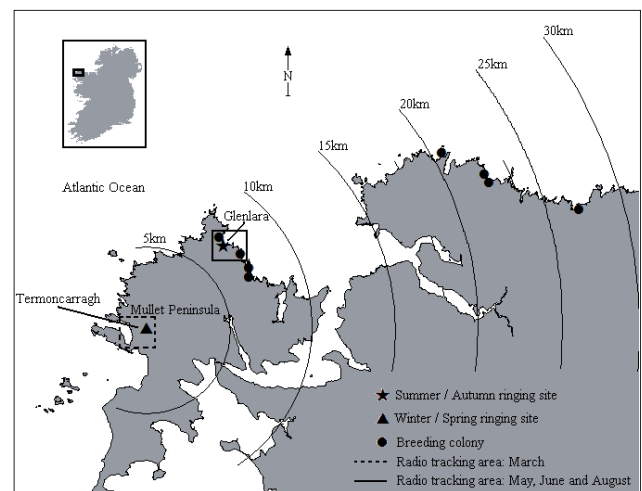 30km
25km
20km
15km
10km
5km
N
Atlantic Ocean
Glenlara
Termoncarragh
Mullet Peninsula
Summer / Autumn ringing site
Winter / Spring ringing site
Breeding colony
Radio tracking area: March
Radio tracking area: May, June and August